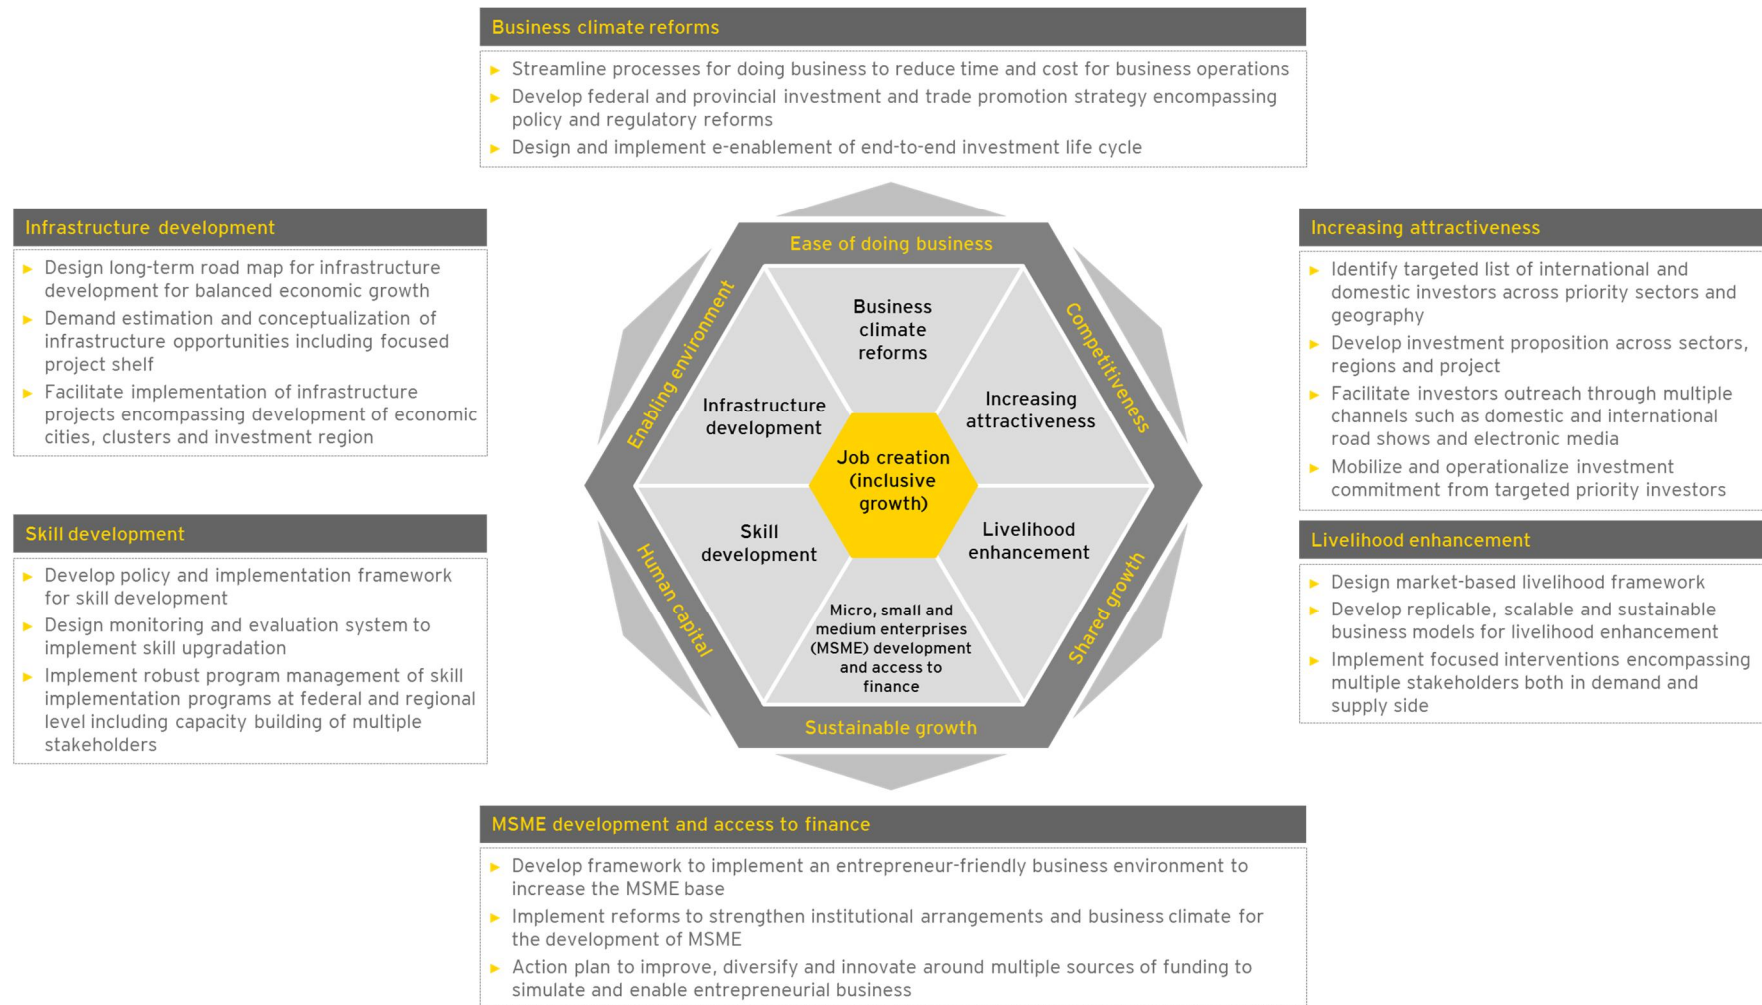 Business climate reforms
► Streamline processes for doing business to reduce time and cost for business operations
► Develop federal and provincial investment and trade promotion strategy encompassing
policy and regulatory reforms
► Design and implement e-enablement of end-to-end investment life cycle
Infrastructure development
► Design long-term road map for infrastructure
development for balanced economic growth
► Demand estimation and conceptualization of
infrastructure opportunities including focused
project shelf
► Facilitate implementation of infrastructure
projects encompassing development of economic
cities, clusters and investment region
Skill development
► Develop policy and implementation framework
for skill development
► Design monitoring and evaluation system to
implement skill upgradation
► Implement robust program management of skill
implementation programs at federal and regional
level including capacity building of multiple
stakeholders
Ease of doing business
Enabling environment
Competitiveness
Human capital
Shared growth
Sustainable growth
Business
climate
reforms
Infrastructure
development
Increasing
attractiveness
Job creation
(inclusive
growth)
Skill
development
Livelihood
enhancement
Micro, small and
medium enterprises
(MSME) development
and access to
finance
Increasing attractiveness
► Identify targeted list of international and
domestic investors across priority sectors and
geography
► Develop investment proposition across sectors,
regions and project
► Facilitate investors outreach through multiple
channels such as domestic and international
road shows and electronic media
► Mobilize and operationalize investment
commitment from targeted priority investors
Livelihood enhancement
► Design market-based livelihood framework
► Develop replicable, scalable and sustainable
business models for livelihood enhancement
► Implement focused interventions encompassing
multiple stakeholders both in demand and
supply side
MSME development and access to finance
► Develop framework to implement an entrepreneur-friendly business environment to
increase the MSME base
► Implement reforms to strengthen institutional arrangements and business climate for
the development of MSME
► Action plan to improve, diversify and innovate around multiple sources of funding to
simulate and enable entrepreneurial business